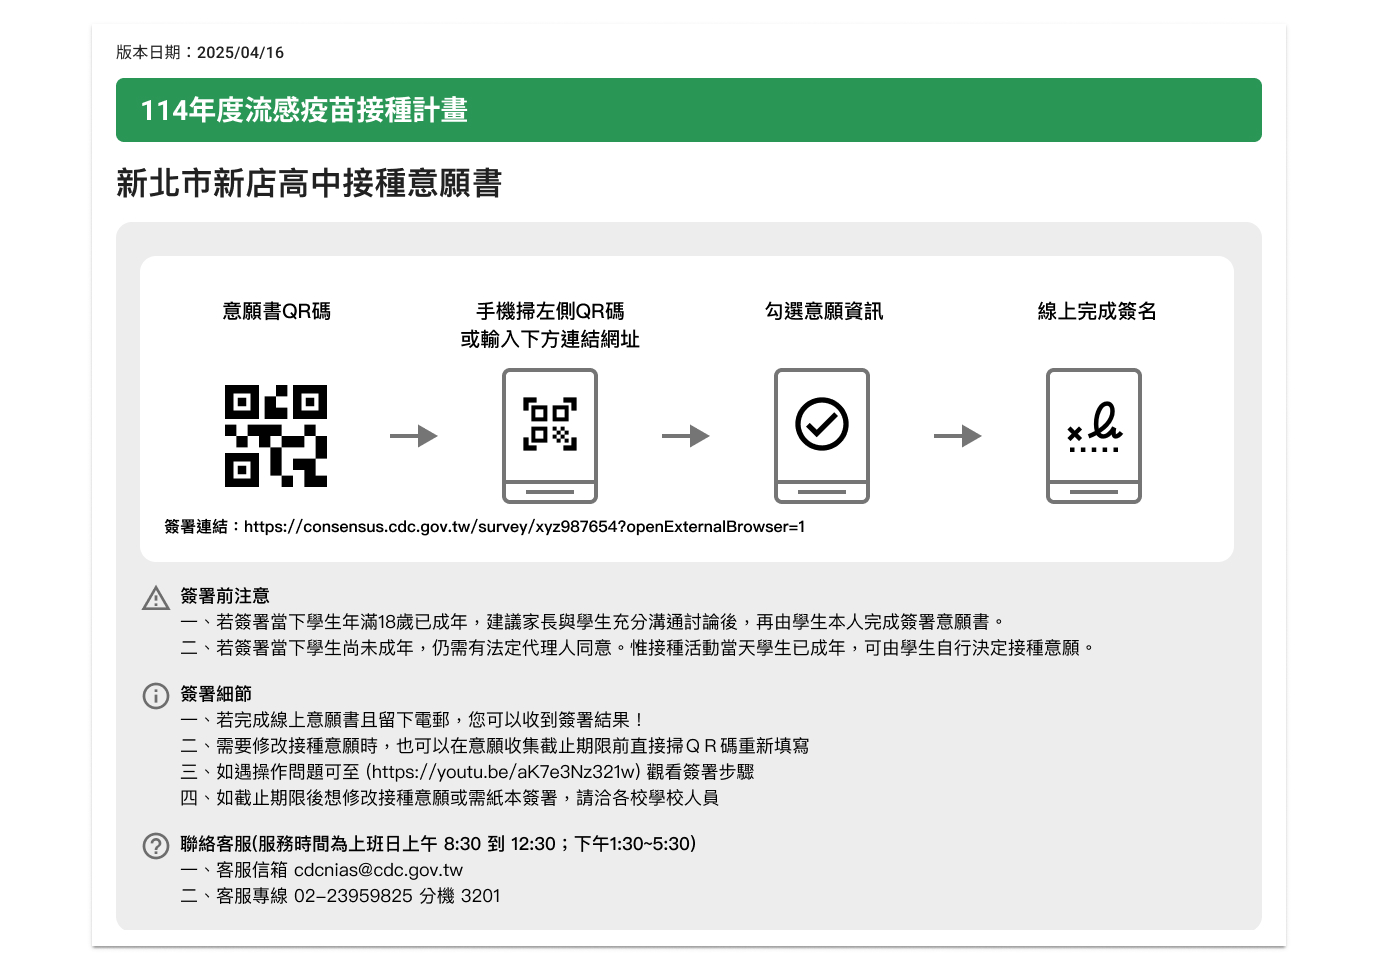 版本日期：2025/04/16
114年度流感疫苗接種計畫
新北市新店高中接種意願書
意願書QR碼
手機掃左側QR碼
或輸入下方連結網址
勾選意願資訊
線上完成簽名
簽署連結：https://consensus.cdc.gov.tw/survey/xyz987654?openExternalBrowser=1
簽署前注意
一、若簽署當下學生年滿18歲已成年，建議家長與學生充分溝通討論後，再由學生本人完成簽署意願書。
二、若簽署當下學生尚未成年，仍需有法定代理人同意。惟接種活動當天學生已成年，可由學生自行決定接種意願。
簽署細節
一、若完成線上意願書且留下電郵，您可以收到簽署結果！
二、需要修改接種意願時，也可以在意願收集截止期限前直接掃ＱＲ碼重新填寫
三、如遇操作問題可至 (https://youtu.be/aK7e3Nz321w) 觀看簽署步驟
四、如截止期限後想修改接種意願或需紙本簽署，請洽各校學校人員
聯絡客服(服務時間為上班日上午 8:30 到 12:30；下午1:30~5:30)
一、客服信箱 cdcnias@cdc.gov.tw
二、客服專線 02-23959825 分機 3201